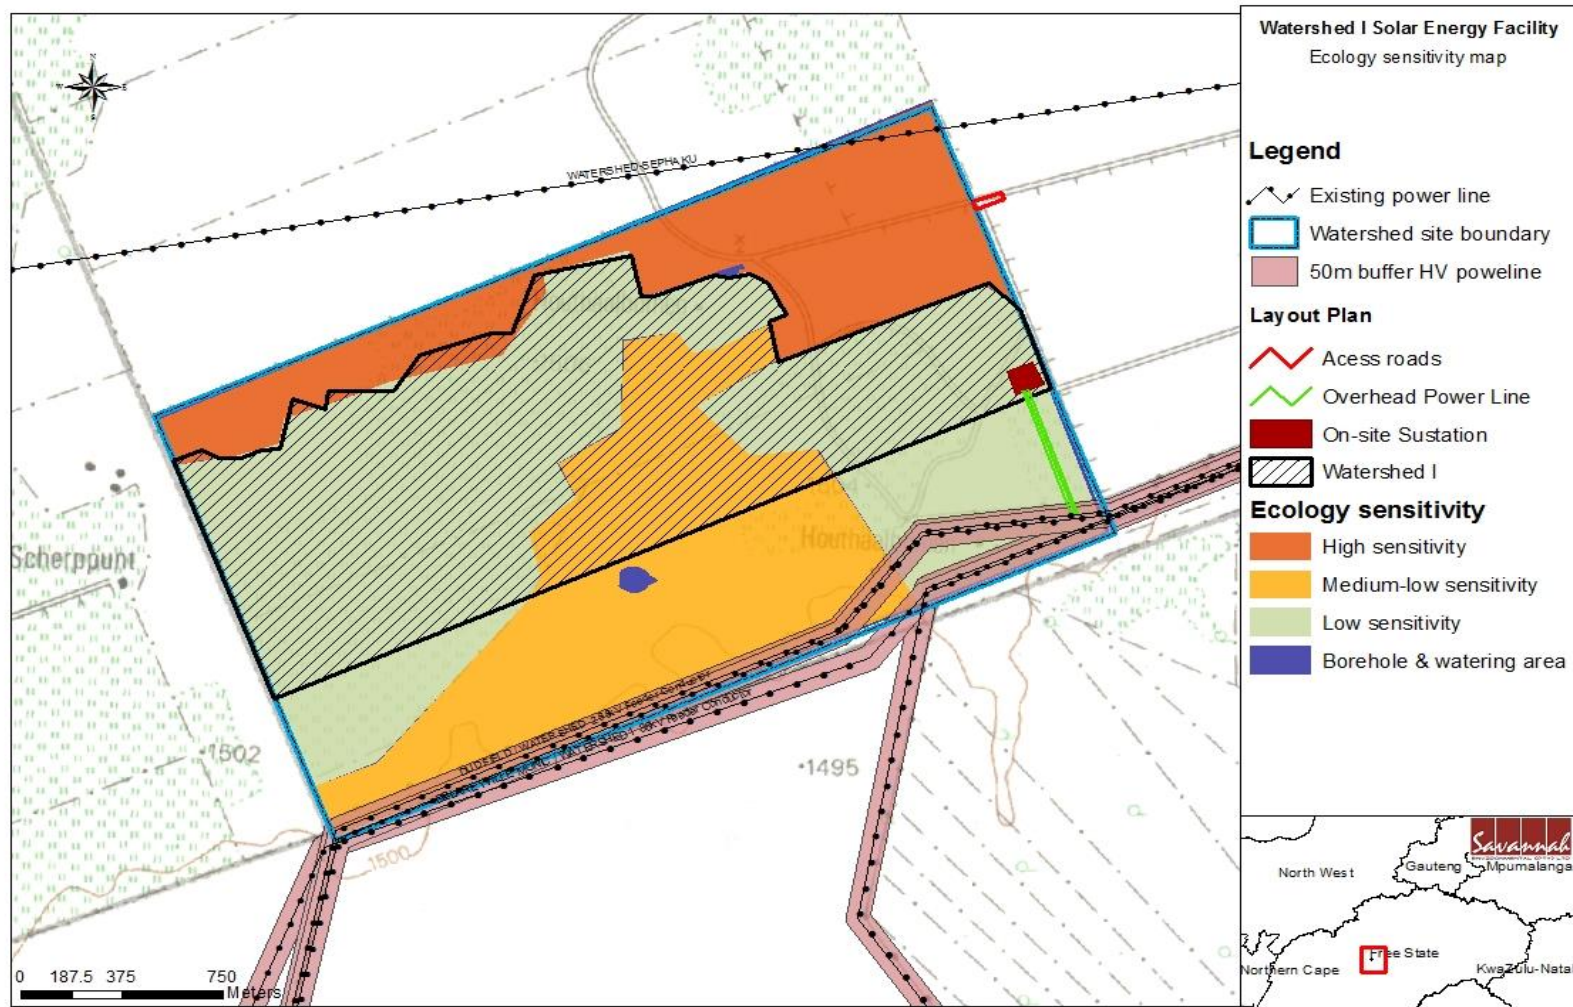 Watershed I Solar Energy Facility
Ecology sensitivity map
Legend
Existing power line
Watershed site boundary
50m buffer HV poweline
Layout Plan
Acess roads
Overhead Power Line
On-site Sustation
Watershed I
Ecology sensitivity
High sensitivity
Medium-low sensitivity
Low sensitivity
Borehole & watering area
WATERSHED-SEPHAKU
Scherppunt
1502
1495
1500
0 187.5 375 750
Meters
Savannah
North West
Gauteng
Mpumalanga
Free State
Northern Cape
KwaZulu-Natal